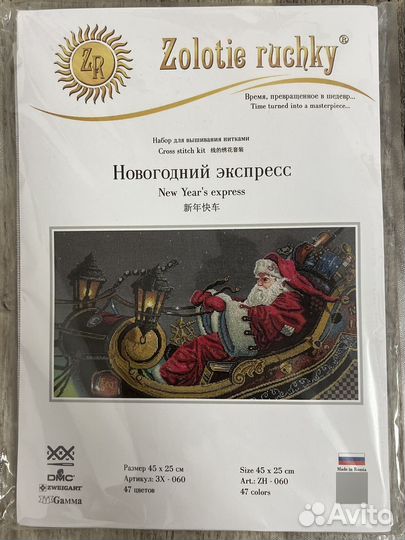 ZR
Zolotie ruchky®
Время, превращенное в шедевр...
Time turned into a masterpiece...
Набор для вышивания нитками
Cross stitch kit 线的绣花套装
Новогодний экспресс
New Year's express
新年快车
DMC
ZWEIGART
Гамма
Размер 45 x 25 см
Артикул: ЗХ - 060
47 цветов
Size 45 x 25 cm
Art.: ZH - 060
47 colors
Made in Russia
Avito